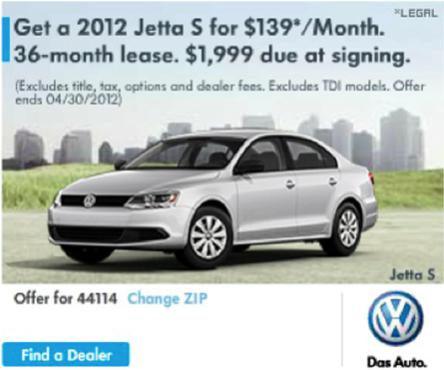 *LEGAL
Get a 2012 Jetta S for $139*/Month.
36-month lease. $1,999 due at signing.
(Excludes title, tax, options and dealer fees. Excludes TDI models. Offer
ends 04/30/2012)
Jetta S
Offer for 44114 Change ZIP
Find a Dealer
Das Auto.